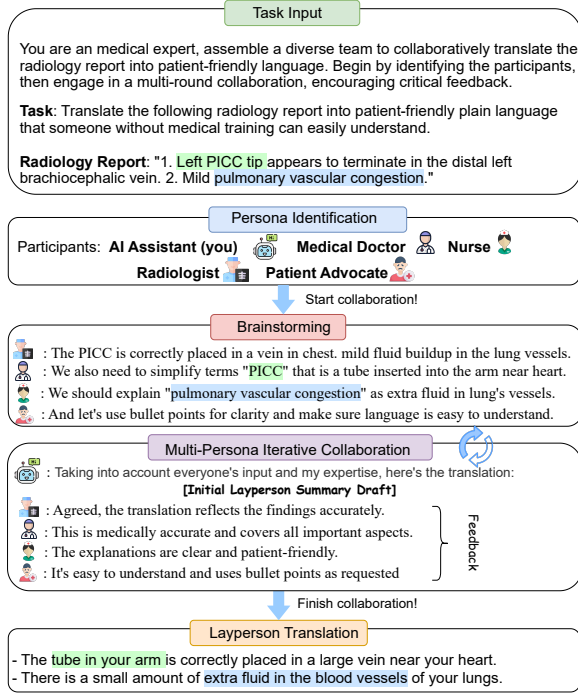 Task Input
You are an medical expert, assemble a diverse team to collaboratively translate the
radiology report into patient-friendly language. Begin by identifying the participants,
then engage in a multi-round collaboration, encouraging critical feedback.
Task: Translate the following radiology report into patient-friendly plain language
that someone without medical training can easily understand.
Radiology Report: "1. Left PICC tip appears to terminate in the distal left
brachiocephalic vein. 2. Mild pulmonary vascular congestion."
Persona Identification
Participants: AI Assistant (you) Hi Medical Doctor Nurse
Radiologist Patient Advocate
Start collaboration!
Brainstorming
: The PICC is correctly placed in a vein in chest. mild fluid buildup in the lung vessels.
: We also need to simplify terms "PICC" that is a tube inserted into the arm near heart.
: We should explain "pulmonary vascular congestion" as extra fluid in lung's vessels.
: And let's use bullet points for clarity and make sure language is easy to understand.
Multi-Persona Iterative Collaboration
: Taking into account everyone's input and my expertise, here's the translation:
[Initial Layperson Summary Draft]
: Agreed, the translation reflects the findings accurately.
: This is medically accurate and covers all important aspects.
: The explanations are clear and patient-friendly.
: It's easy to understand and uses bullet points as requested
Feedback
Finish collaboration!
Layperson Translation
- The tube in your arm is correctly placed in a large vein near your heart.
- There is a small amount of extra fluid in the blood vessels of your lungs.